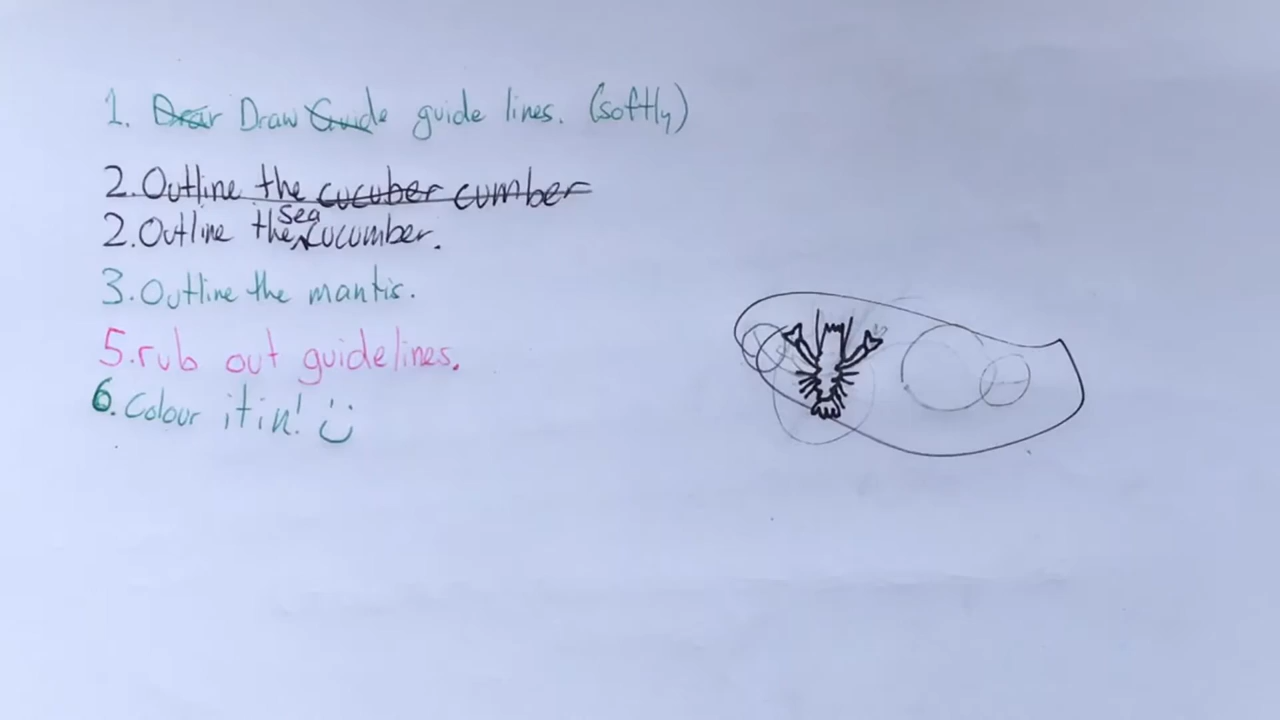 1. Drar Draw Guide guide lines. (softly)
2. Outline the cucuber cumber
2. Outline the sea cucumber.
3. Outline the mantis.
5. rub out guidelines.
6. Colour it in! :)